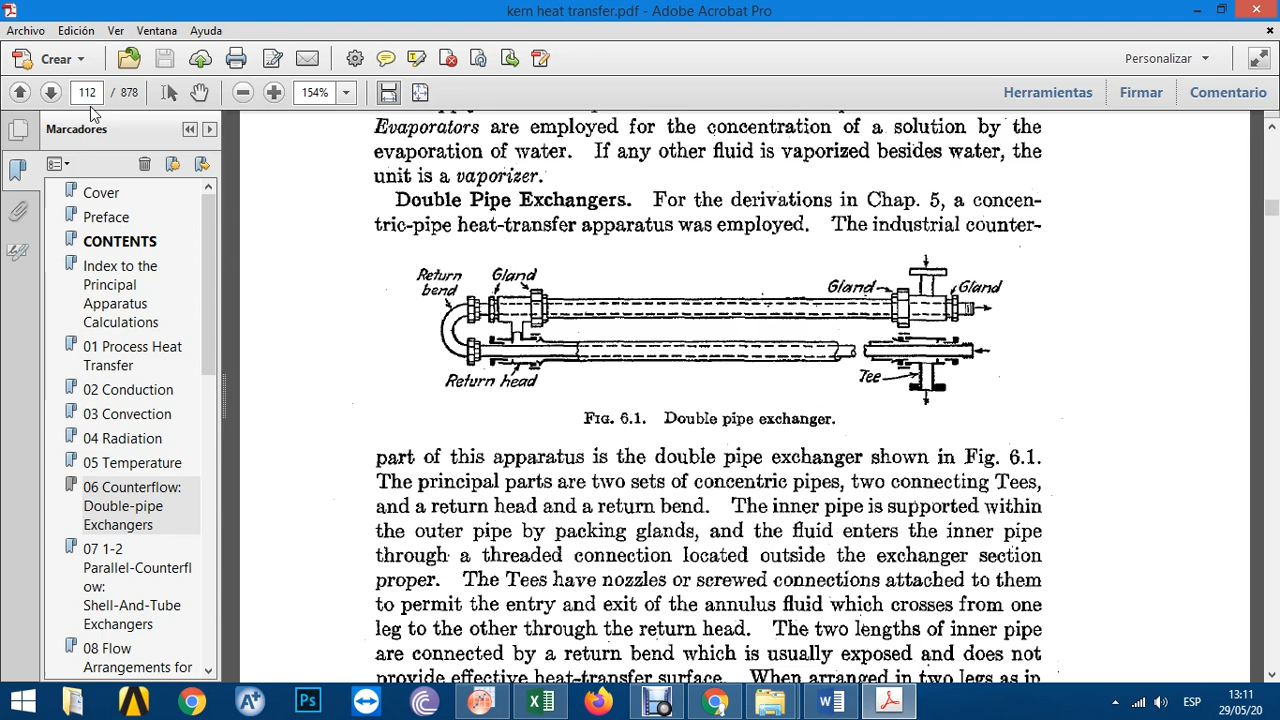 kern heat transfer.pdf - Adobe Acrobat Pro
Archivo Edición Ver Ventana Ayuda
Crear Personalizar
112 / 878 154% Herramientas Firmar Comentario
Marcadores
Cover
Preface
CONTENTS
Index to the
Principal
Apparatus
Calculations
01 Process Heat
Transfer
02 Conduction
03 Convection
04 Radiation
05 Temperature
06 Counterflow:
Double-pipe
Exchangers
07 1-2
Parallel-Counterfl
ow:
Shell-And-Tube
Exchangers
08 Flow
Arrangements for
Evaporators are employed for the concentration of a solution by the
evaporation of water. If any other fluid is vaporized besides water, the
unit is a vaporizer.
Double Pipe Exchangers. For the derivations in Chap. 5, a concen-
tric-pipe heat-transfer apparatus was employed. The industrial counter-
Return
bend
Gland
Gland
Gland
Return head
Tee
FIG. 6.1. Double pipe exchanger.
part of this apparatus is the double pipe exchanger shown in Fig. 6.1.
The principal parts are two sets of concentric pipes, two connecting Tees,
and a return head and a return bend. The inner pipe is supported within
the outer pipe by packing glands, and the fluid enters the inner pipe
through a threaded connection located outside the exchanger section
proper. The Tees have nozzles or screwed connections attached to them
to permit the entry and exit of the annulus fluid which crosses from one
leg to the other through the return head. The two lengths of inner pipe
are connected by a return bend which is usually exposed and does not
provide effective heat-transfer surface. When arranged in two legs as in
ESP
13:11
29/05/20